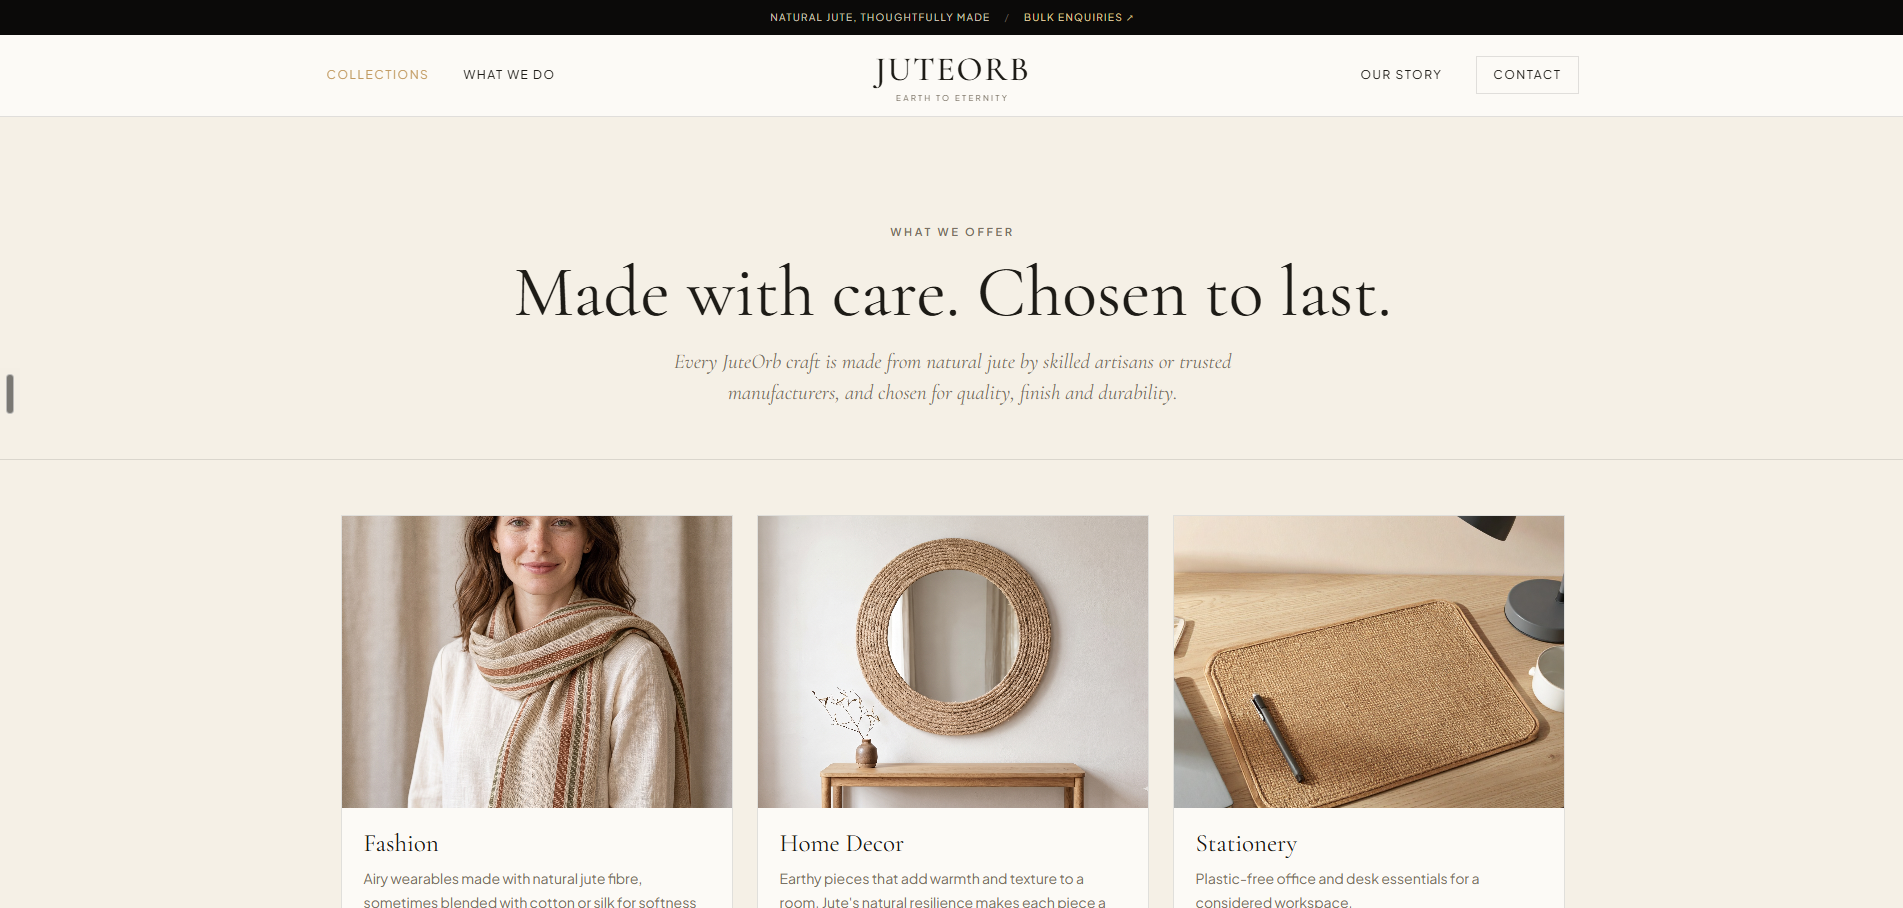 NATURAL JUTE, THOUGHTFULLY MADE / BULK ENQUIRIES ↗
COLLECTIONS
WHAT WE DO
JUTEORB
EARTH TO ETERNITY
OUR STORY
CONTACT
WHAT WE OFFER
Made with care. Chosen to last.
Every JuteOrb craft is made from natural jute by skilled artisans or trusted
manufacturers, and chosen for quality, finish and durability.
Fashion
Airy wearables made with natural jute fibre,
sometimes blended with cotton or silk for softness
Home Decor
Earthy pieces that add warmth and texture to a
room. Jute's natural resilience makes each piece a
Stationery
Plastic-free office and desk essentials for a
considered workspace.